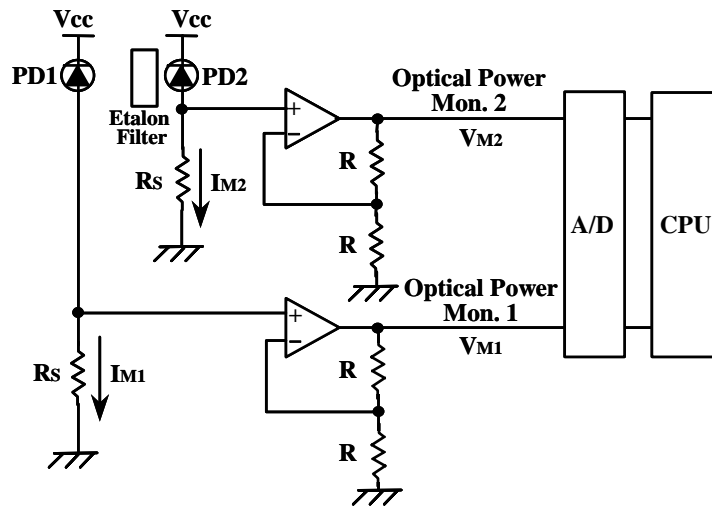 Vcc
Vcc
PD1
PD2
Etalon
Filter
Optical Power
Mon. 2
+
−
VM2
Rs
IM2
R
R
A/D
CPU
Optical Power
Mon. 1
+
−
VM1
Rs
IM1
R
R